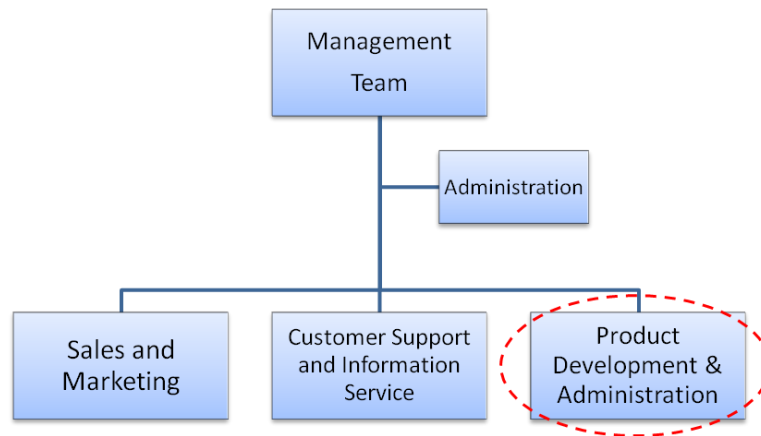 Management
Team
Administration
Sales and
Marketing
Customer Support
and Information
Service
Product
Development &
Administration